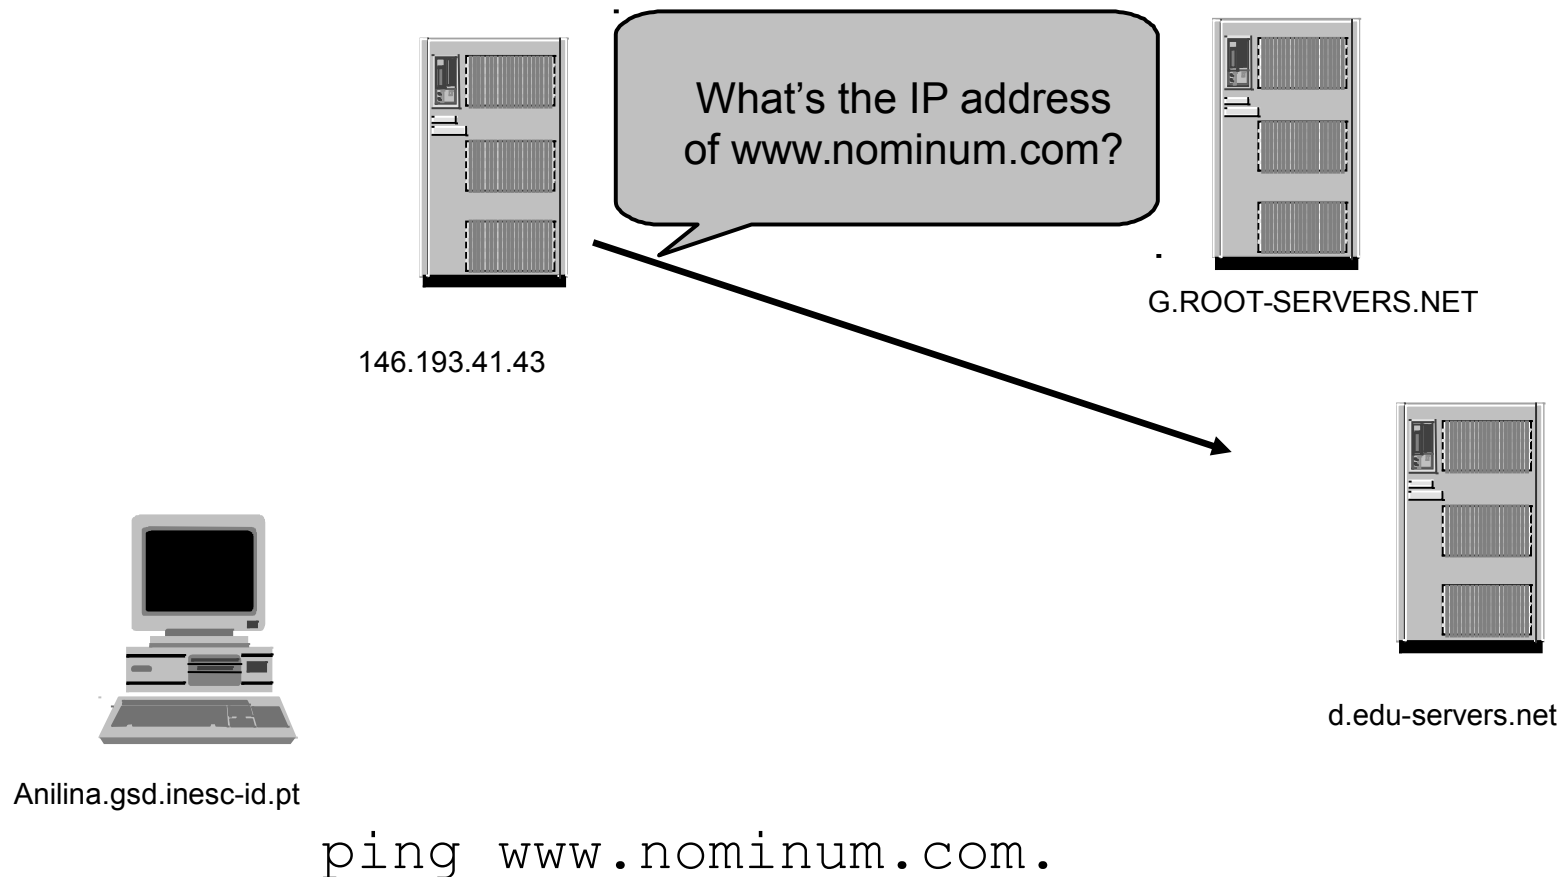 What’s the IP address
of www.nominum.com?
G.ROOT-SERVERS.NET
146.193.41.43
d.edu-servers.net
Anilina.gsd.inesc-id.pt
ping www.nominum.com.